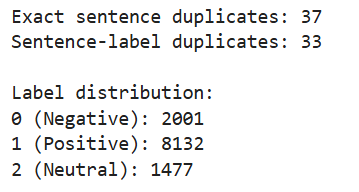 Exact sentence duplicates: 37
Sentence-label duplicates: 33
Label distribution:
0 (Negative): 2001
1 (Positive): 8132
2 (Neutral): 1477